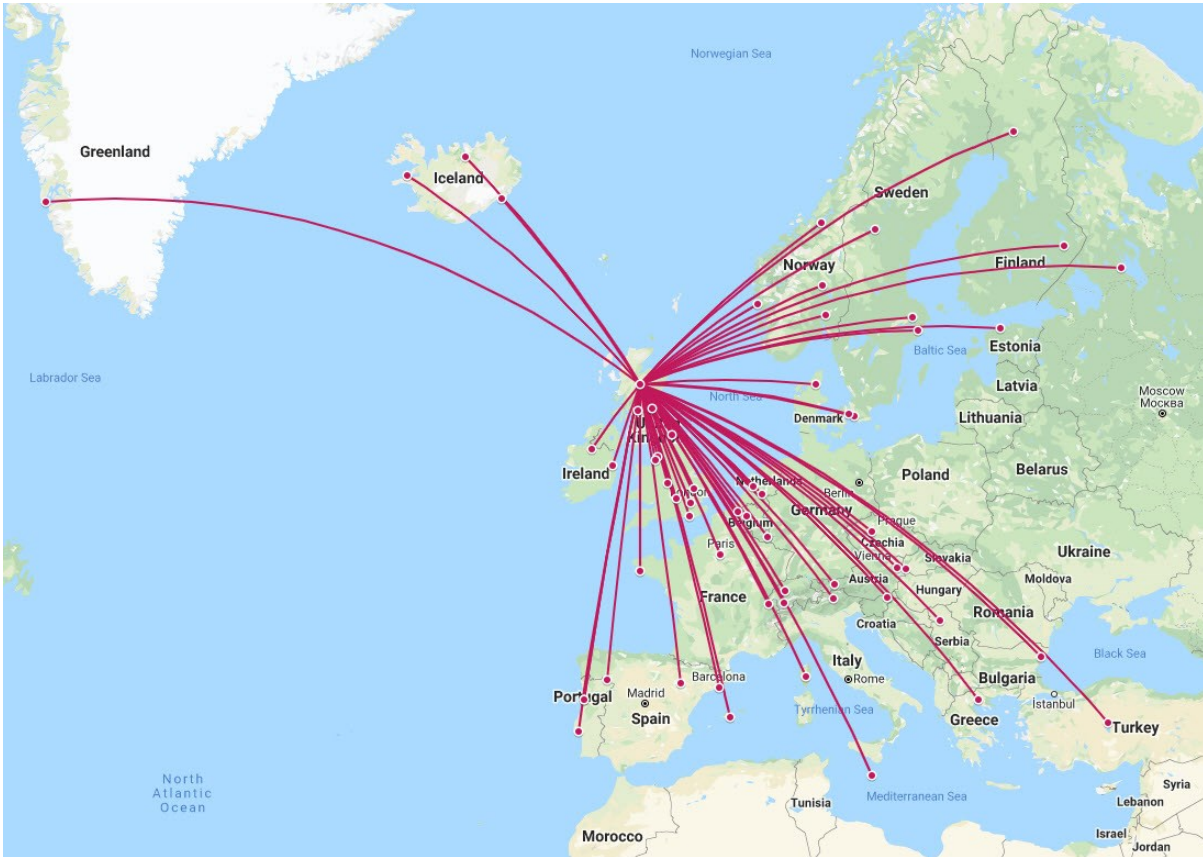 Norwegian Sea
Greenland
Iceland
Sweden
Norway
Finland
Labrador Sea
Baltic Sea
Estonia
Latvia
Moscow
Москва
North Sea
Denmark
Lithuania
Ireland
Poland
Belarus
Netherlands
Berlin
Germany
Belgium
Prague
Paris
Czechia
Vienna
Slovakia
Ukraine
France
Austria
Hungary
Moldova
Croatia
Romania
Serbia
Italy
Black Sea
Portugal
Barcelona
Rome
Bulgaria
Madrid
Spain
Tyrrhenian Sea
İstanbul
Greece
Turkey
North
Atlantic
Ocean
Tunisia
Mediterranean Sea
Syria
Lebanon
Morocco
Israel
Jordan